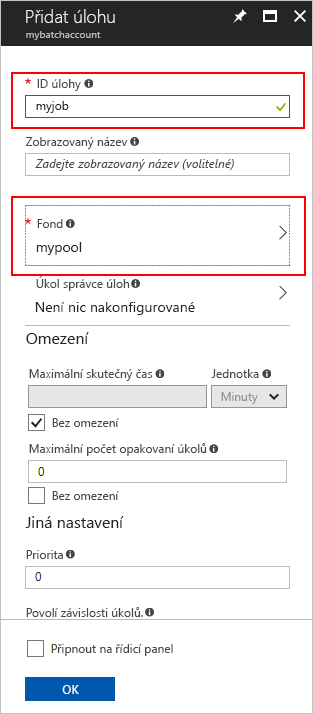 Přidat úlohu
mybatchaccount
* ID úlohy
myjob
Zobrazovaný název
Zadejte zobrazovaný název (volitelné)
* Fond
mypool
Úkol správce úloh
Není nic nakonfigurované
Omezení
Maximální skutečný čas Jednotka
Minuty
Bez omezení
Maximální počet opakovaní úkolů
0
Bez omezení
Jiná nastavení
Priorita
0
Povolí závislosti úkolů.
Připnout na řídicí panel
OK